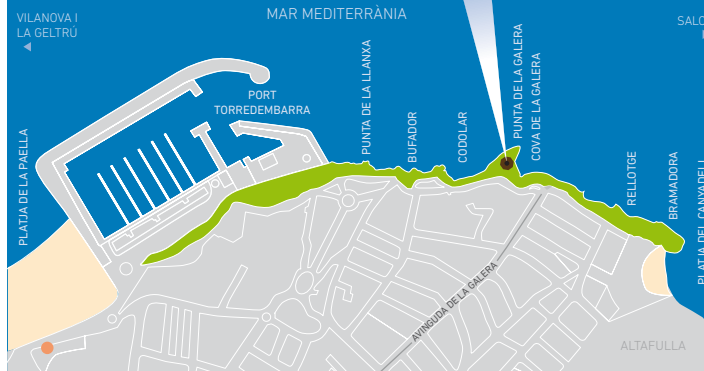 VILANOVA I
LA GELTRÚ
MAR MEDITERRÀNIA
SALO
PORT
TORREDEMBARRA
PLATJA DE LA PAELLA
PUNTA DE LA LLANXA
BUFADOR
CODOLAR
PUNTA DE LA GALERA
COVA DE LA GALERA
RELLOTGE
BRAMADORA
PLATJA DEL CANYADELL
AVINGUDA DE LA GALERA
ALTAFULLA